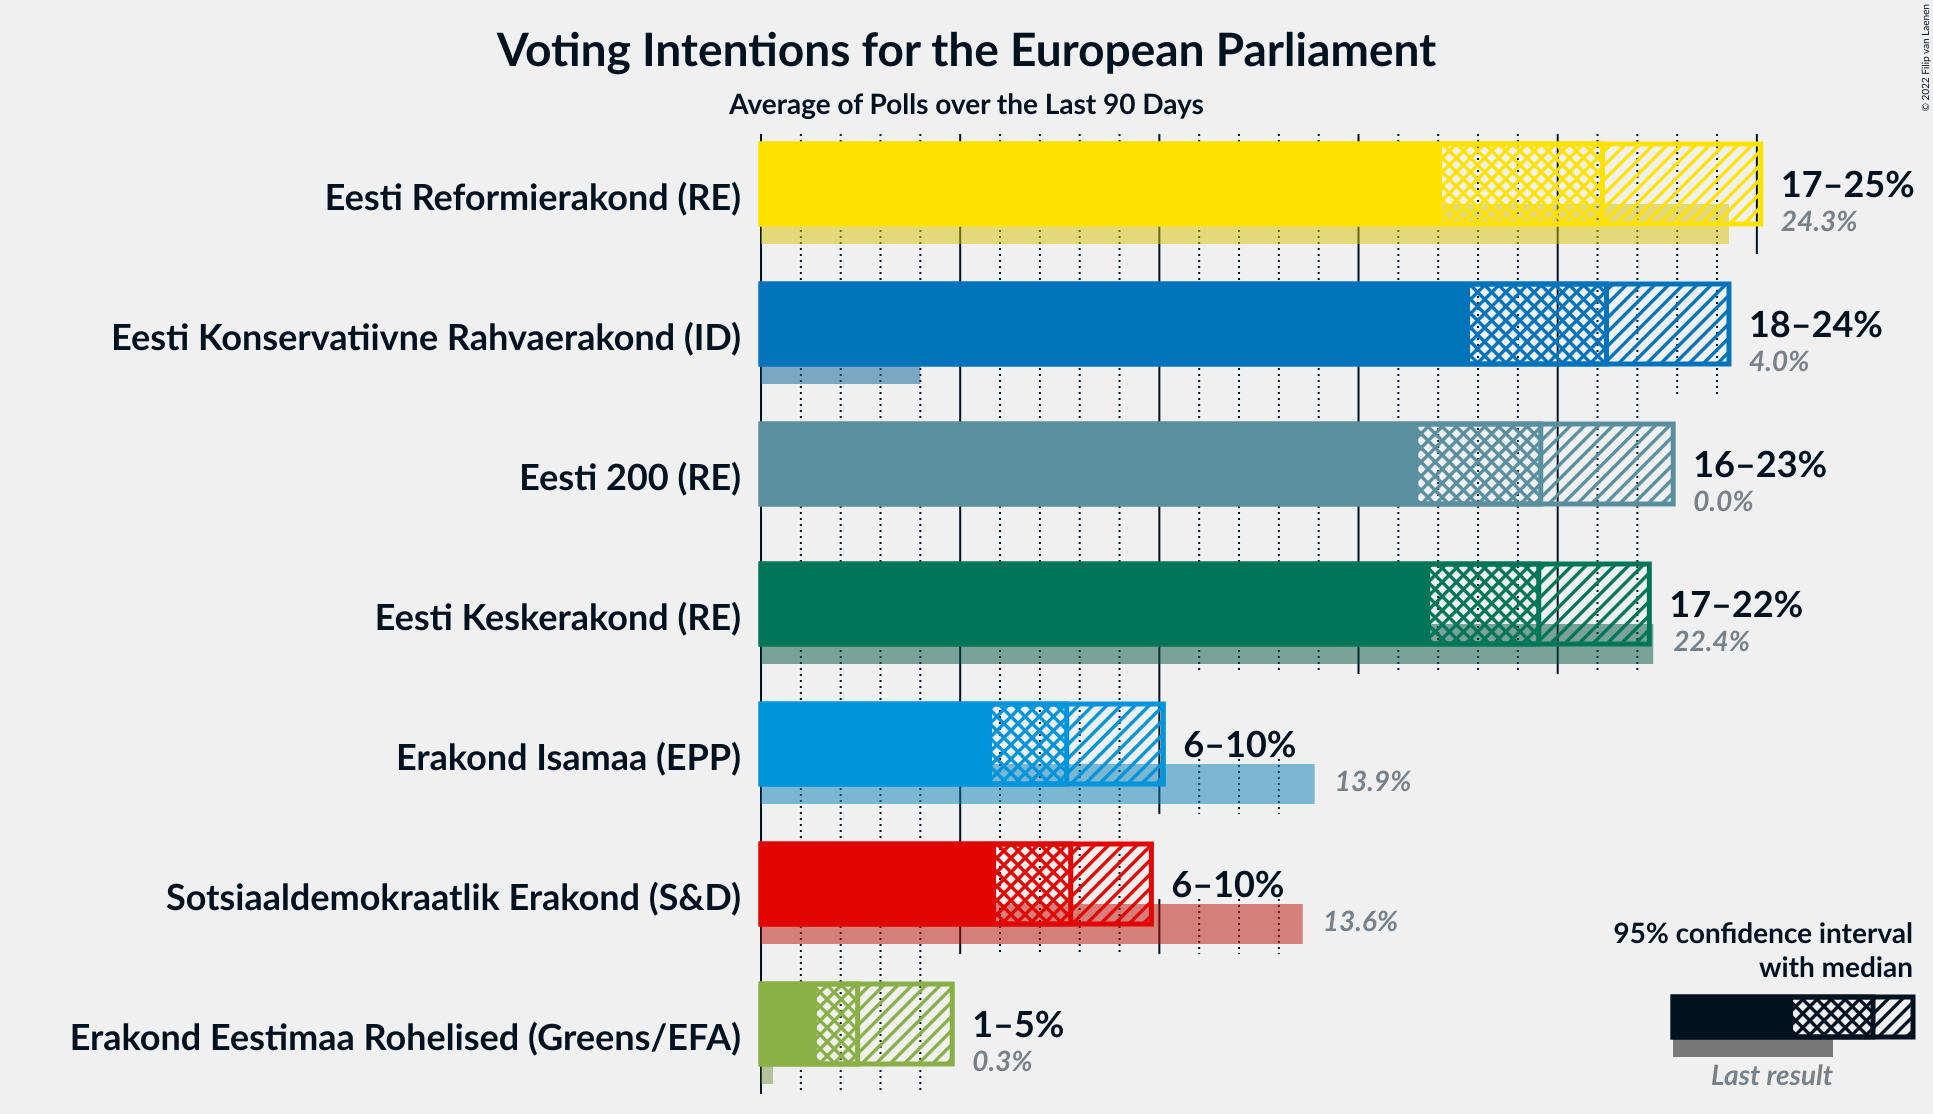 Voting Intentions for the European Parliament
Average of Polls over the Last 90 Days
© 2022 Filip van Laenen
Eesti Reformierakond (RE)
17–25%
24.3%
Eesti Konservatiivne Rahvaerakond (ID)
18–24%
4.0%
Eesti 200 (RE)
16–23%
0.0%
Eesti Keskerakond (RE)
17–22%
22.4%
Erakond Isamaa (EPP)
6–10%
13.9%
Sotsiaaldemokraatlik Erakond (S&D)
6–10%
13.6%
Erakond Eestimaa Rohelised (Greens/EFA)
1–5%
0.3%
95% confidence interval
with median
Last result